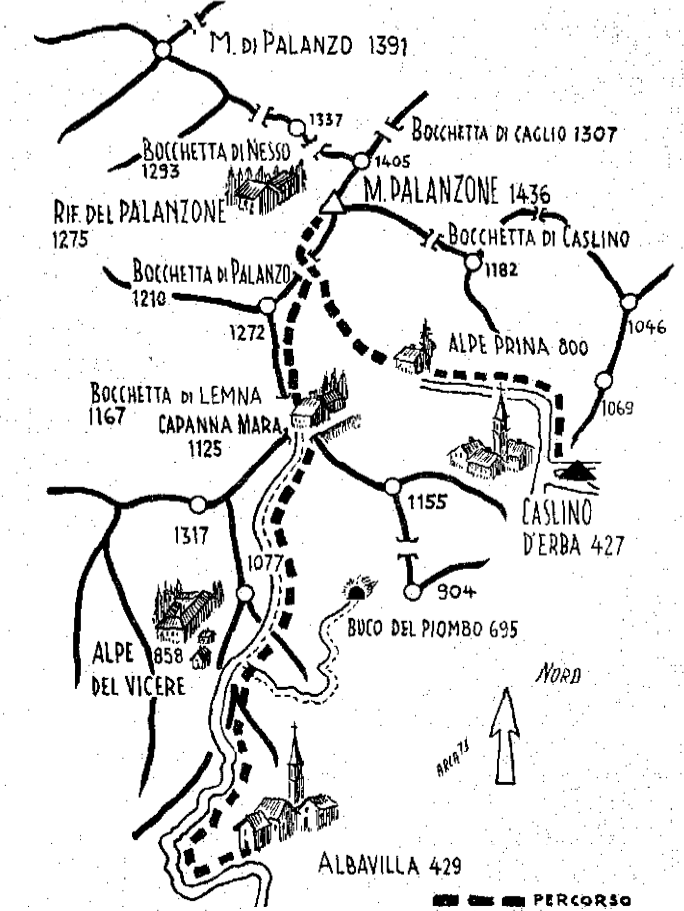 M. DI PALANZO 1391
1337
BOCCHETTA DI CAGLIO 1307
BOCCHETTA DI NESSO
1293
1405
M. PALANZONE 1436
RIF. DEL PALANZONE
1275
BOCCHETTA DI CASLINO
BOCCHETTA DI PALANZO
1210
1182
1272
1046
ALPE PRINA 800
BOCCHETTA DI LEMNA
1167
1069
CAPANNA MARA
1125
1155
CASLINO
D'ERBA 427
1317
1077
904
BUCO DEL PIOMBO 695
ALPE 858
DEL VICERE
NORD
ARCA 73
ALBAVILLA 429
PERCORSO